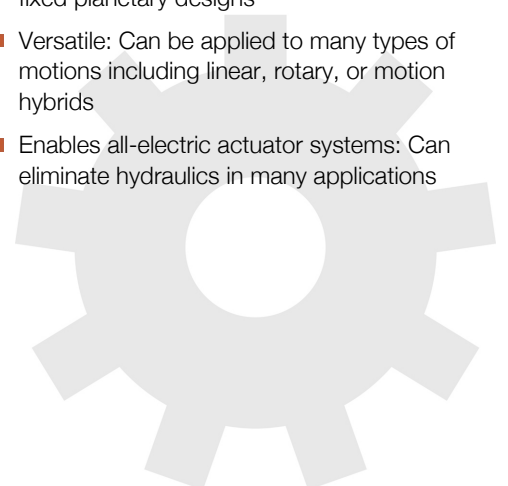 fixed planetary designs
Versatile: Can be applied to many types of
motions including linear, rotary, or motion
hybrids
Enables all-electric actuator systems: Can
eliminate hydraulics in many applications